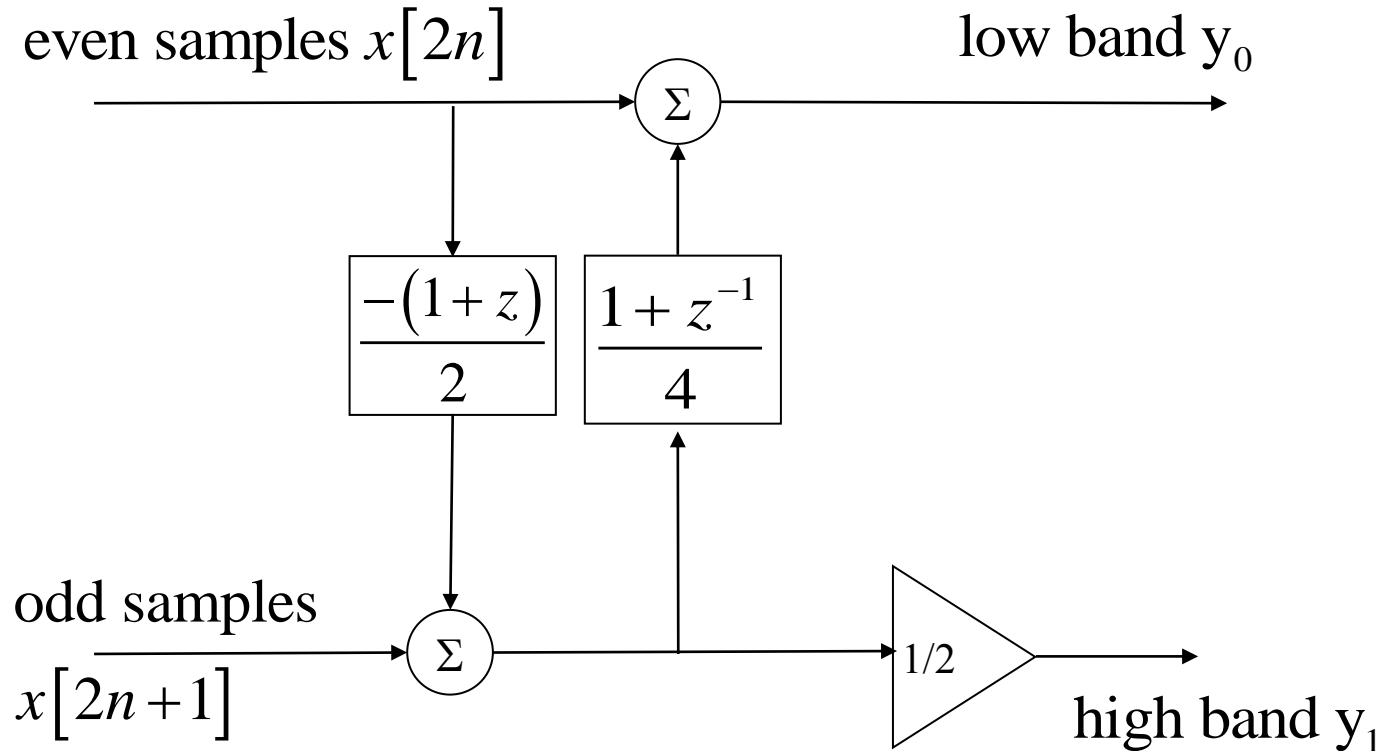 even samples x[2n]
low band y₀
Σ
−(1+z)
2
1+z⁻¹
4
odd samples
x[2n+1]
Σ
1/2
high band y₁